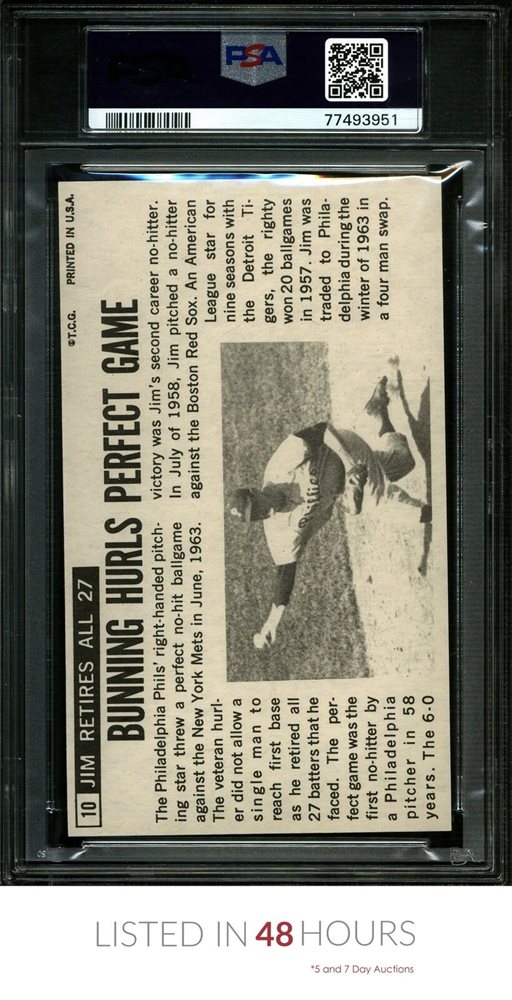 PSA
77493951
©T.C.G. PRINTED IN U.S.A.
10 JIM RETIRES ALL 27
BUNNING HURLS PERFECT GAME
The Philadelphia Phils' right-handed pitch-
ing star threw a perfect no-hit ballgame
against the New York Mets in June, 1963.
The veteran hurl-
er did not allow a
single man to
reach first base
as he retired all
27 batters that he
faced. The per-
fect game was the
first no-hitter by
a Philadelphia
pitcher in 58
years. The 6-0
Phillies
victory was Jim's second career no-hitter.
In July of 1958, Jim pitched a no-hitter
against the Boston Red Sox. An American
League star for
nine seasons with
the Detroit Ti-
gers, the righty
won 20 ballgames
in 1957. Jim was
traded to Phila-
delphia during the
winter of 1963 in
a four man swap.
LISTED IN 48 HOURS
*5 and 7 Day Auctions